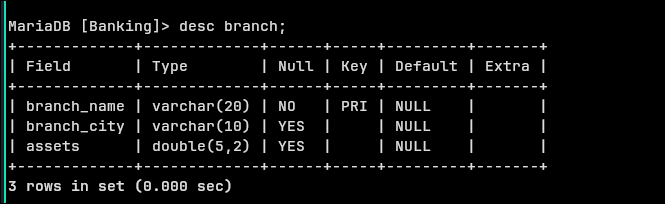 MariaDB [Banking]> desc branch;
+-------------+-------------+------+-----+---------+-------+
| Field       | Type        | Null | Key | Default | Extra |
+-------------+-------------+------+-----+---------+-------+
| branch_name | varchar(20) | NO   | PRI | NULL    |       |
| branch_city | varchar(10) | YES  |     | NULL    |       |
| assets      | double(5,2) | YES  |     | NULL    |       |
+-------------+-------------+------+-----+---------+-------+
3 rows in set (0.000 sec)